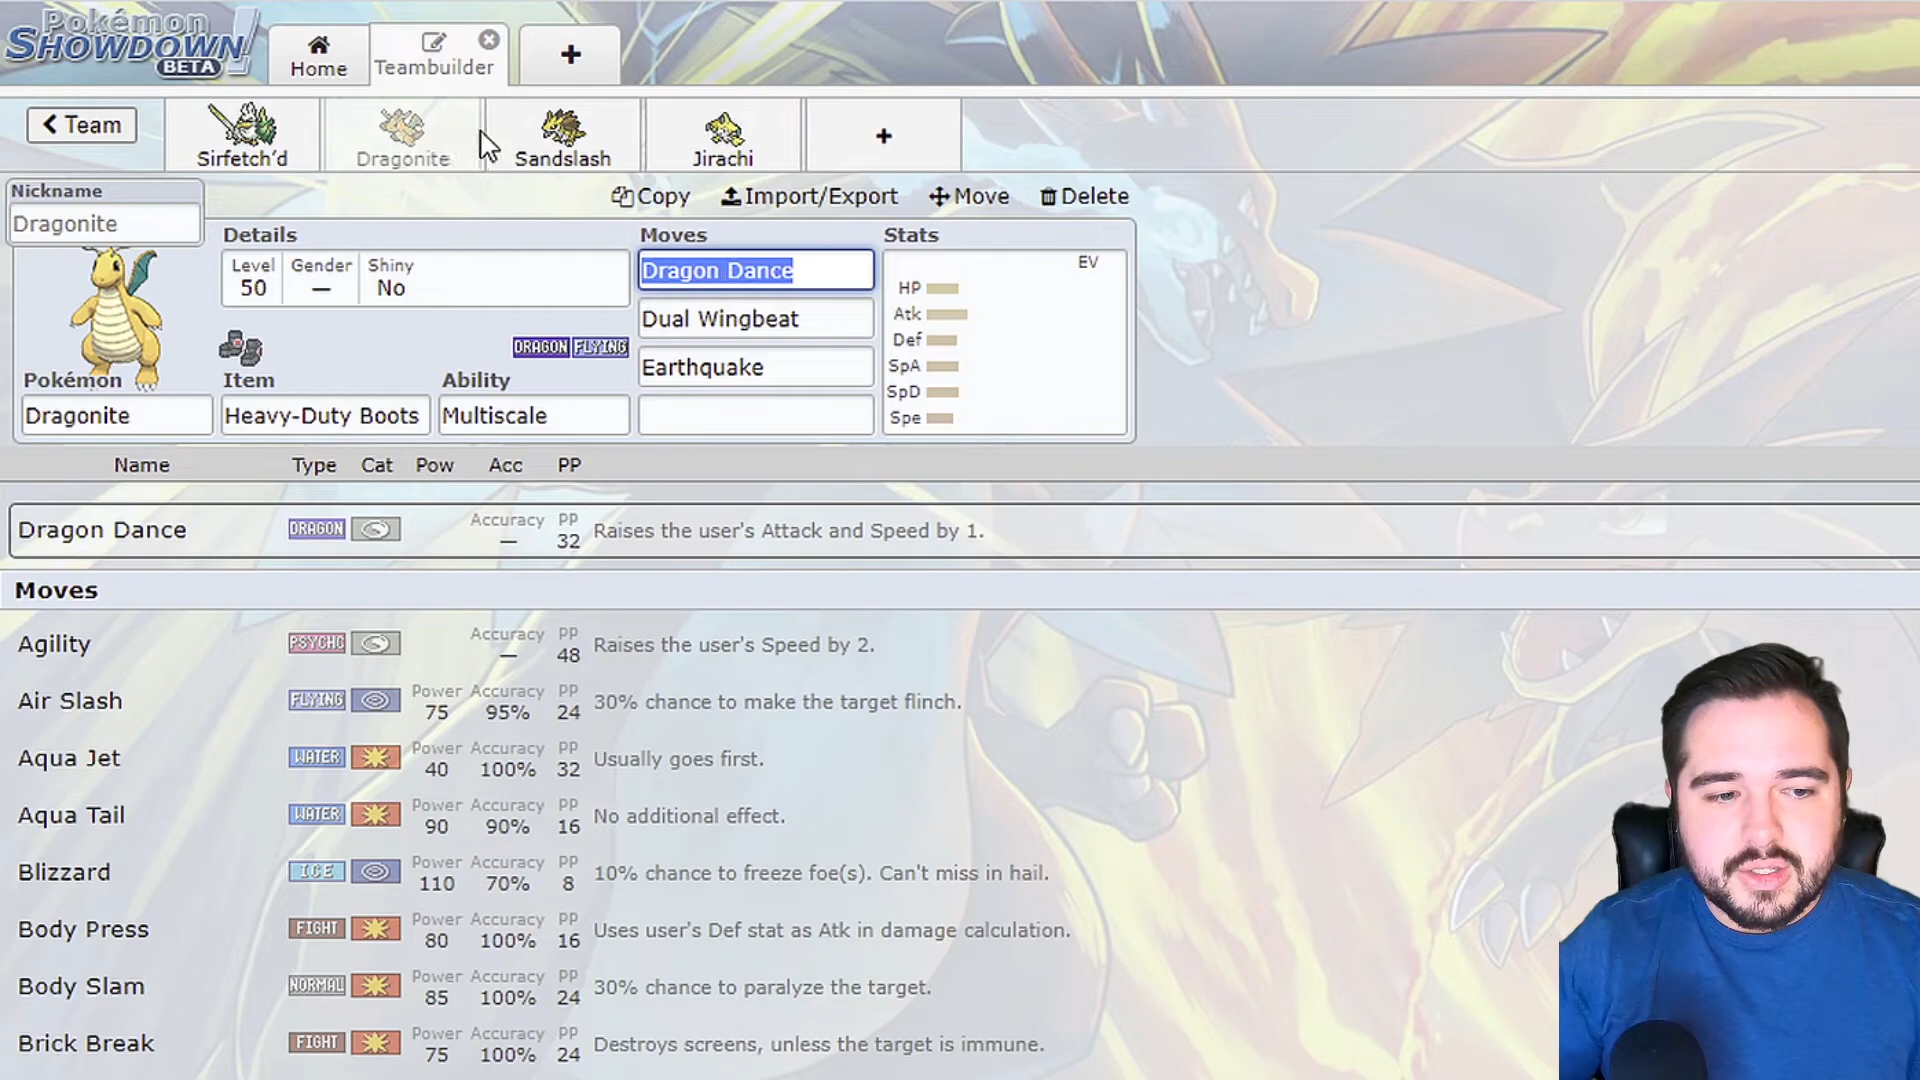 Pokémon
SHOWDOWN!
BETA
Home
Teambuilder
+
Team
Sirfetch'd
Dragonite
Sandslash
Jirachi
+
Nickname
Dragonite
Copy
Import/Export
Move
Delete
Details
Level
50
Gender
—
Shiny
No
DRAGON FLYING
Pokémon
Dragonite
Item
Heavy-Duty Boots
Ability
Multiscale
Moves
Dragon Dance
Dual Wingbeat
Earthquake
Stats
EV
HP
Atk
Def
SpA
SpD
Spe
Name Type Cat Pow Acc PP
Dragon Dance DRAGON Accuracy — PP 32 Raises the user's Attack and Speed by 1.
Moves
Agility PSYCHC Accuracy — PP 48 Raises the user's Speed by 2.
Air Slash FLYING Power 75 Accuracy 95% PP 24 30% chance to make the target flinch.
Aqua Jet WATER Power 40 Accuracy 100% PP 32 Usually goes first.
Aqua Tail WATER Power 90 Accuracy 90% PP 16 No additional effect.
Blizzard ICE Power 110 Accuracy 70% PP 8 10% chance to freeze foe(s). Can't miss in hail.
Body Press FIGHT Power 80 Accuracy 100% PP 16 Uses user's Def stat as Atk in damage calculation.
Body Slam NORMAL Power 85 Accuracy 100% PP 24 30% chance to paralyze the target.
Brick Break FIGHT Power 75 Accuracy 100% PP 24 Destroys screens, unless the target is immune.